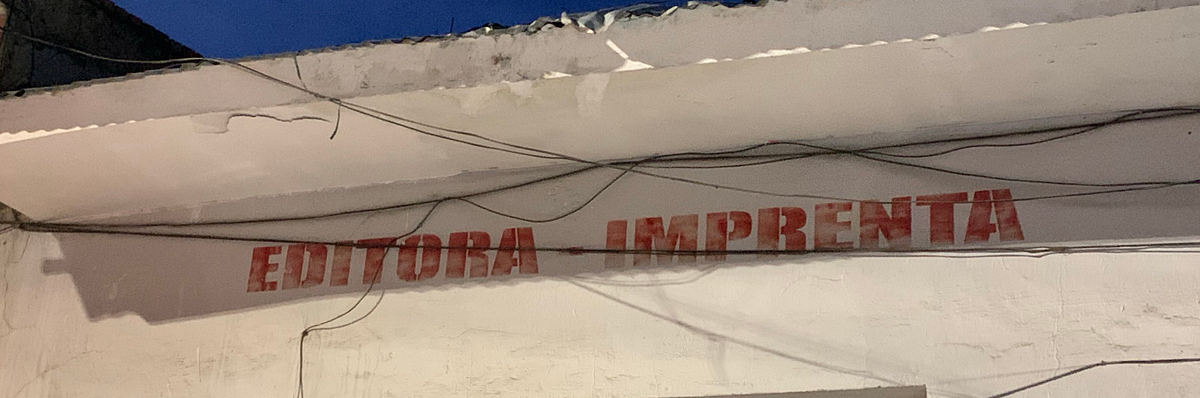 EDITORA - IMPRENTA